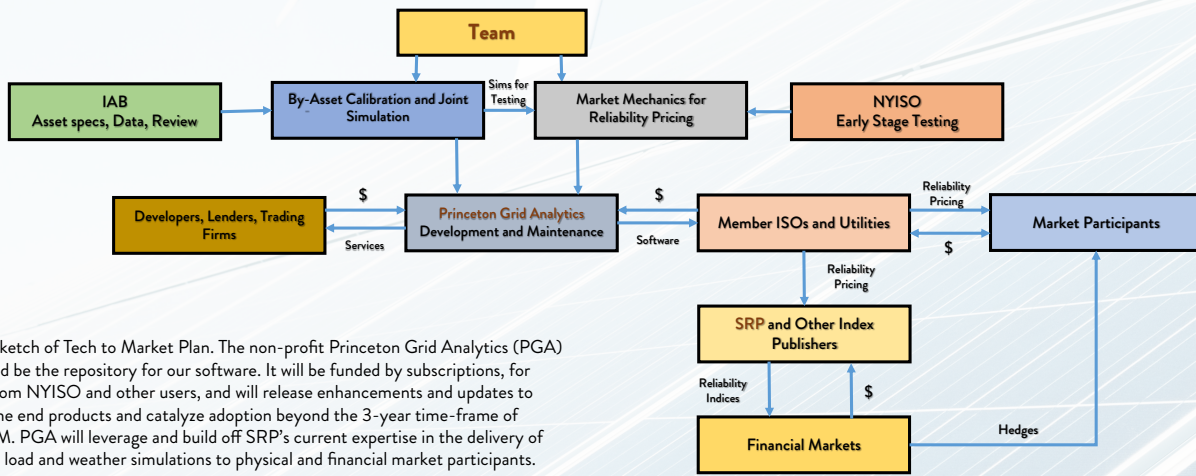 Team
IAB
Asset specs, Data, Review
By-Asset Calibration and Joint
Simulation
Sims for
Testing
Market Mechanics for
Reliability Pricing
NYISO
Early Stage Testing
Developers, Lenders, Trading
Firms
$
Services
Princeton Grid Analytics
Development and Maintenance
$
Software
Member ISOs and Utilities
Reliability
Pricing
$
Market Participants
Reliability
Pricing
SRP and Other Index
Publishers
Reliability
Indices
$
Financial Markets
Hedges
ketch of Tech to Market Plan. The non-profit Princeton Grid Analytics (PGA)
d be the repository for our software. It will be funded by subscriptions, for
om NYISO and other users, and will release enhancements and updates to
ne end products and catalyze adoption beyond the 3-year time-frame of
M. PGA will leverage and build off SRP's current expertise in the delivery of
load and weather simulations to physical and financial market participants.